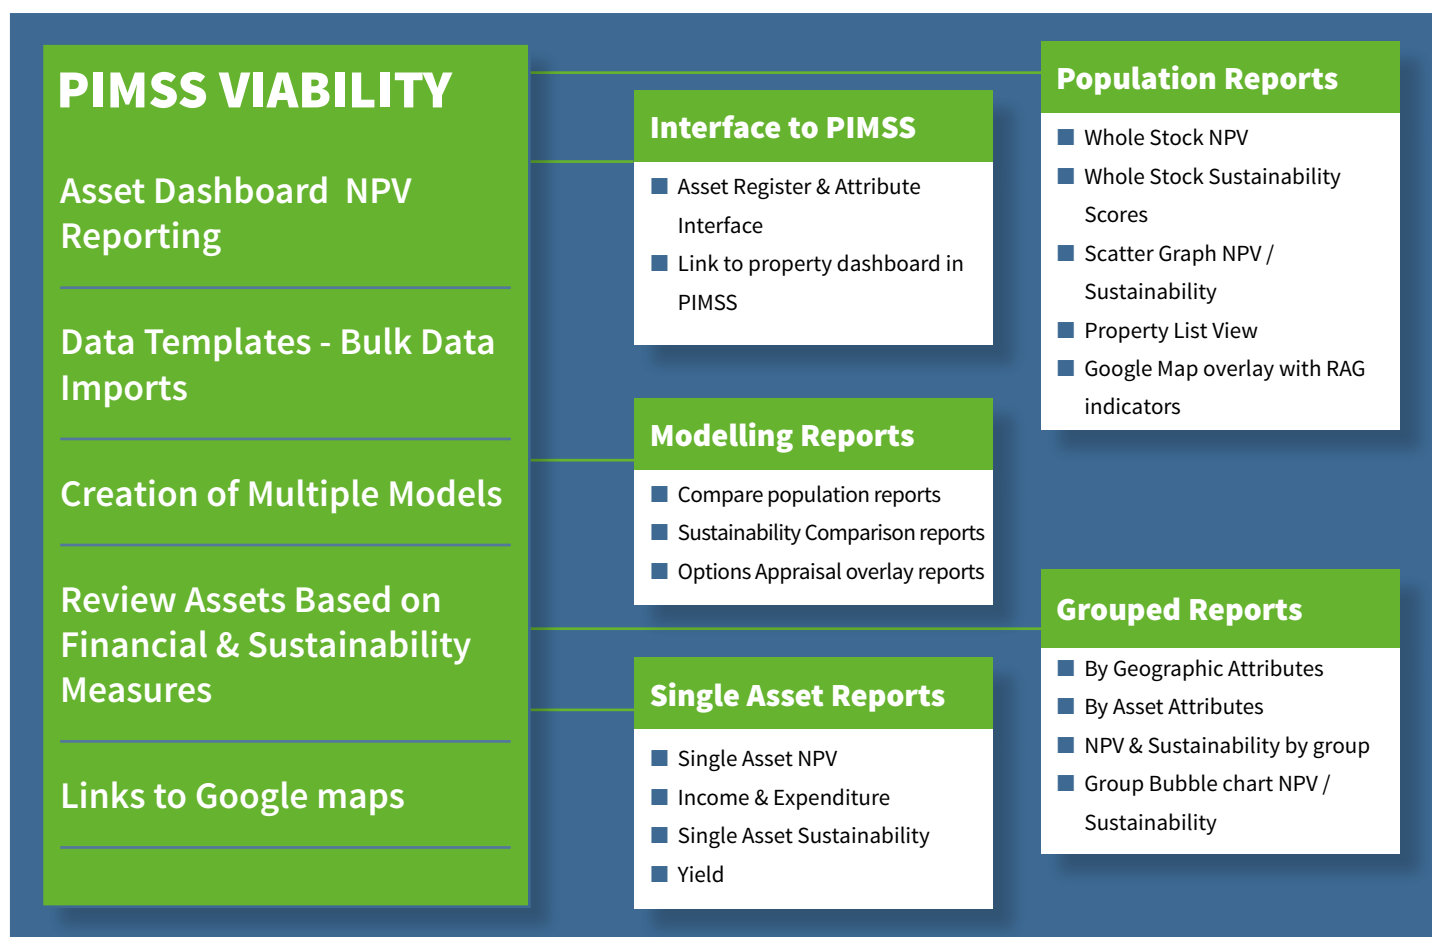 PIMSS VIABILITY
Asset Dashboard  NPV
Reporting
Data Templates - Bulk Data
Imports
Creation of Multiple Models
Review Assets Based on
Financial & Sustainability
Measures
Links to Google maps
Interface to PIMSS
Asset Register & Attribute
Interface
Link to property dashboard in
PIMSS
Modelling Reports
Compare population reports
Sustainability Comparison reports
Options Appraisal overlay reports
Single Asset Reports
Single Asset NPV
Income & Expenditure
Single Asset Sustainability
Yield
Population Reports
Whole Stock NPV
Whole Stock Sustainability
Scores
Scatter Graph NPV /
Sustainability
Property List View
Google Map overlay with RAG
indicators
Grouped Reports
By Geographic Attributes
By Asset Attributes
NPV & Sustainability by group
Group Bubble chart NPV /
Sustainability